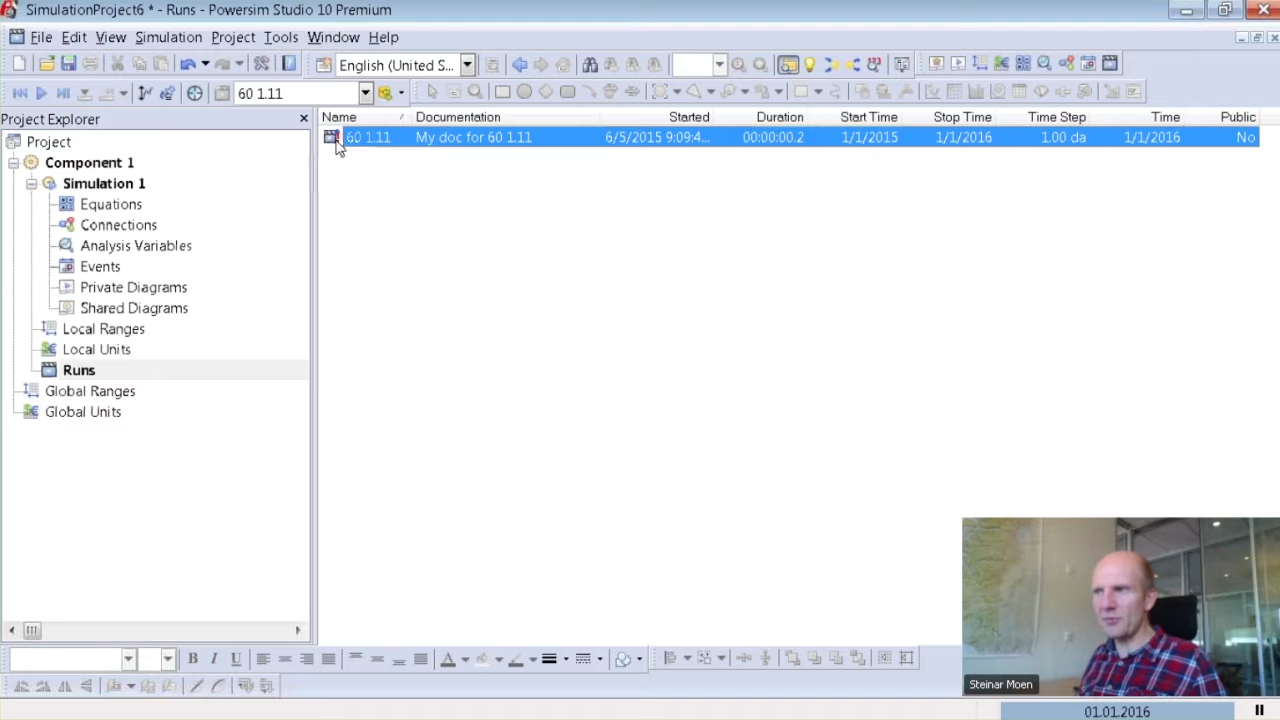 SimulationProject6 * - Runs - Powersim Studio 10 Premium
File Edit View Simulation Project Tools Window Help
English (United S...
60 1.11
Project Explorer
Name Documentation Started Duration Start Time Stop Time Time Step Time Public
60 1.11 My doc for 60 1.11 6/5/2015 9:09:4... 00:00:00.2 1/1/2015 1/1/2016 1.00 da 1/1/2016 No
Project
Component 1
Simulation 1
Equations
Connections
Analysis Variables
Events
Private Diagrams
Shared Diagrams
Local Ranges
Local Units
Runs
Global Ranges
Global Units
Steinar Moen
B I U
01.01.2016